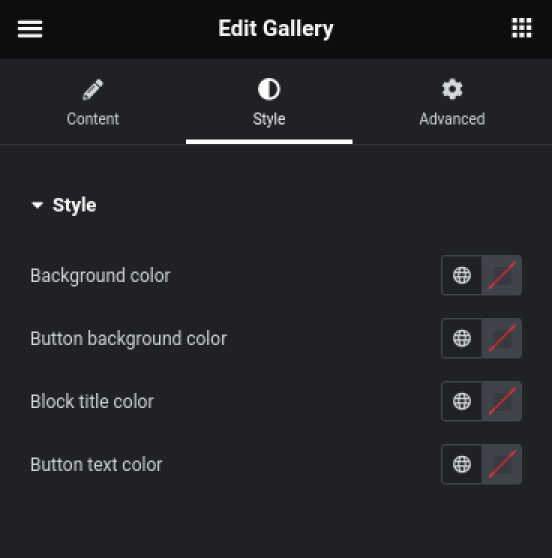 Edit Gallery
Content Style Advanced
Style
Background color
Button background color
Block title color
Button text color